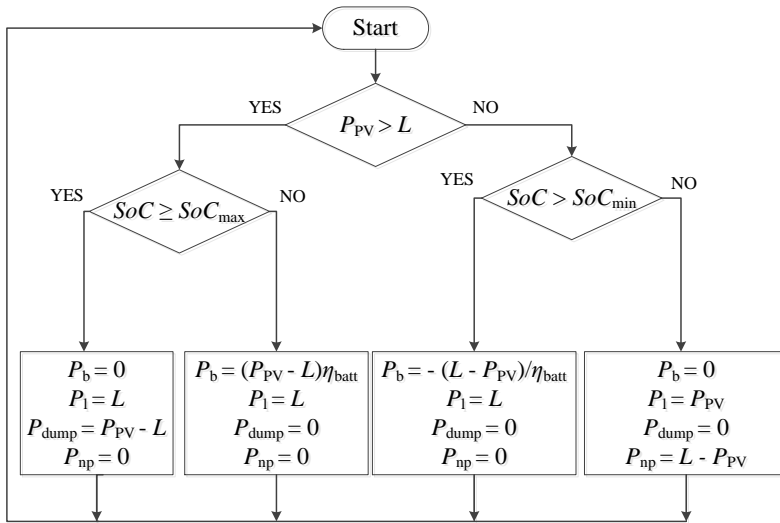 Start
YES
NO
P_PV > L
YES
NO
SoC ≥ SoC_max
YES
NO
SoC > SoC_min
P_b = 0
P_l = L
P_dump = P_PV - L
P_np = 0
P_b = (P_PV - L)η_batt
P_l = L
P_dump = 0
P_np = 0
P_b = - (L - P_PV)/η_batt
P_l = L
P_dump = 0
P_np = 0
P_b = 0
P_l = P_PV
P_dump = 0
P_np = L - P_PV